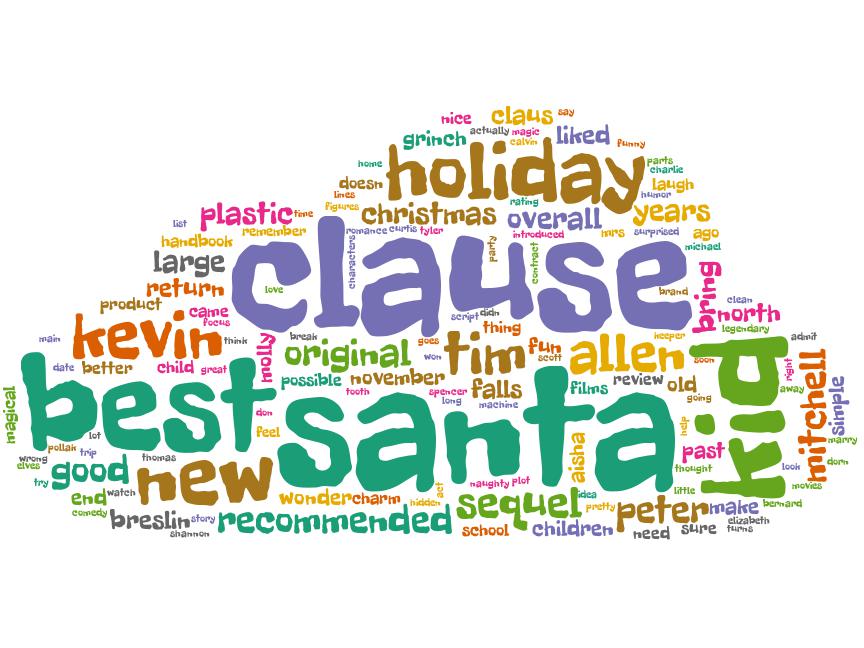 nice claus say
grinch actually magic liked funny
calvin
home holiday parts
charlie
doesn laugh
lines humor
plastic time figures christmas rating overall years
list remember romance curtis tyler introduced mrs surprised ago
handbook clause michael
large characters party contract
return love brand bring clean
product came script didn north
focus thing legendary
main kevin think molly break goes tim fun allen keeper admit
original won scott soon
date better child great possible november falls films review old kid right mitchell simple
best tooth spencer going away
magical don long machine santa help marry
lot feel aisha past
pollak trip
wrong thomas thought look dorn
elves good new naughty plot
try little movies
end watch wonder charm hidden act sequel idea pretty peter make bernard
comedy breslin story recommended school children need sure elizabeth
shannon turns